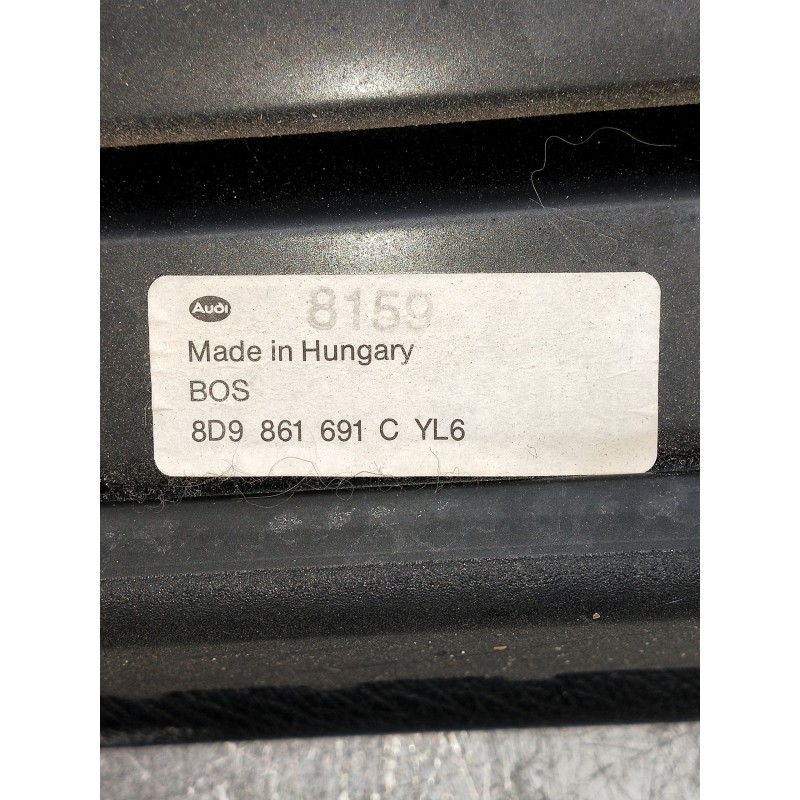 Audi 8159
Made in Hungary
BOS
8D9 861 691 C YL6